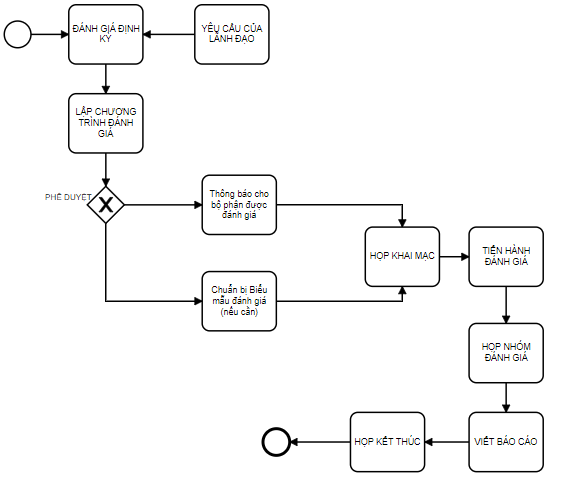 ĐÁNH GIÁ ĐỊNH
KỲ
YÊU CẦU CỦA
LÃNH ĐẠO
LẬP CHƯƠNG
TRÌNH ĐÁNH
GIÁ
PHÊ DUYỆT
Thông báo cho
bộ phận được
đánh giá
HỌP KHAI MẠC
TIẾN HÀNH
ĐÁNH GIÁ
Chuẩn bị Biểu
mẫu đánh giá
(nếu cần)
HỌP NHÓM
ĐÁNH GIÁ
HỌP KẾT THÚC
VIẾT BÁO CÁO